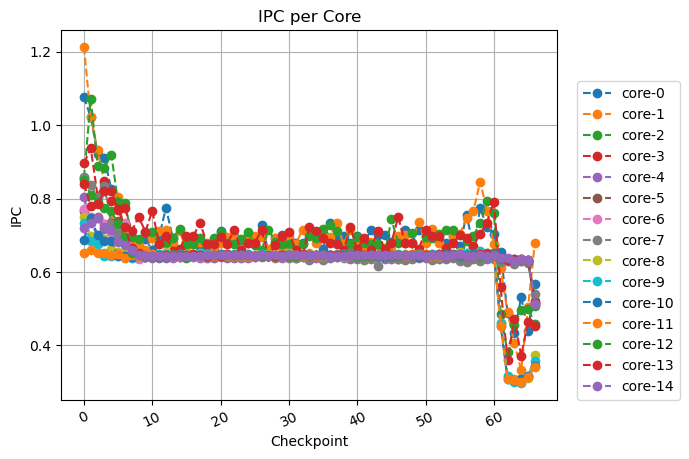 IPC per Core
IPC
1.2
1.0
0.8
0.6
0.4
0
10
20
30
40
50
60
Checkpoint
core-0
core-1
core-2
core-3
core-4
core-5
core-6
core-7
core-8
core-9
core-10
core-11
core-12
core-13
core-14